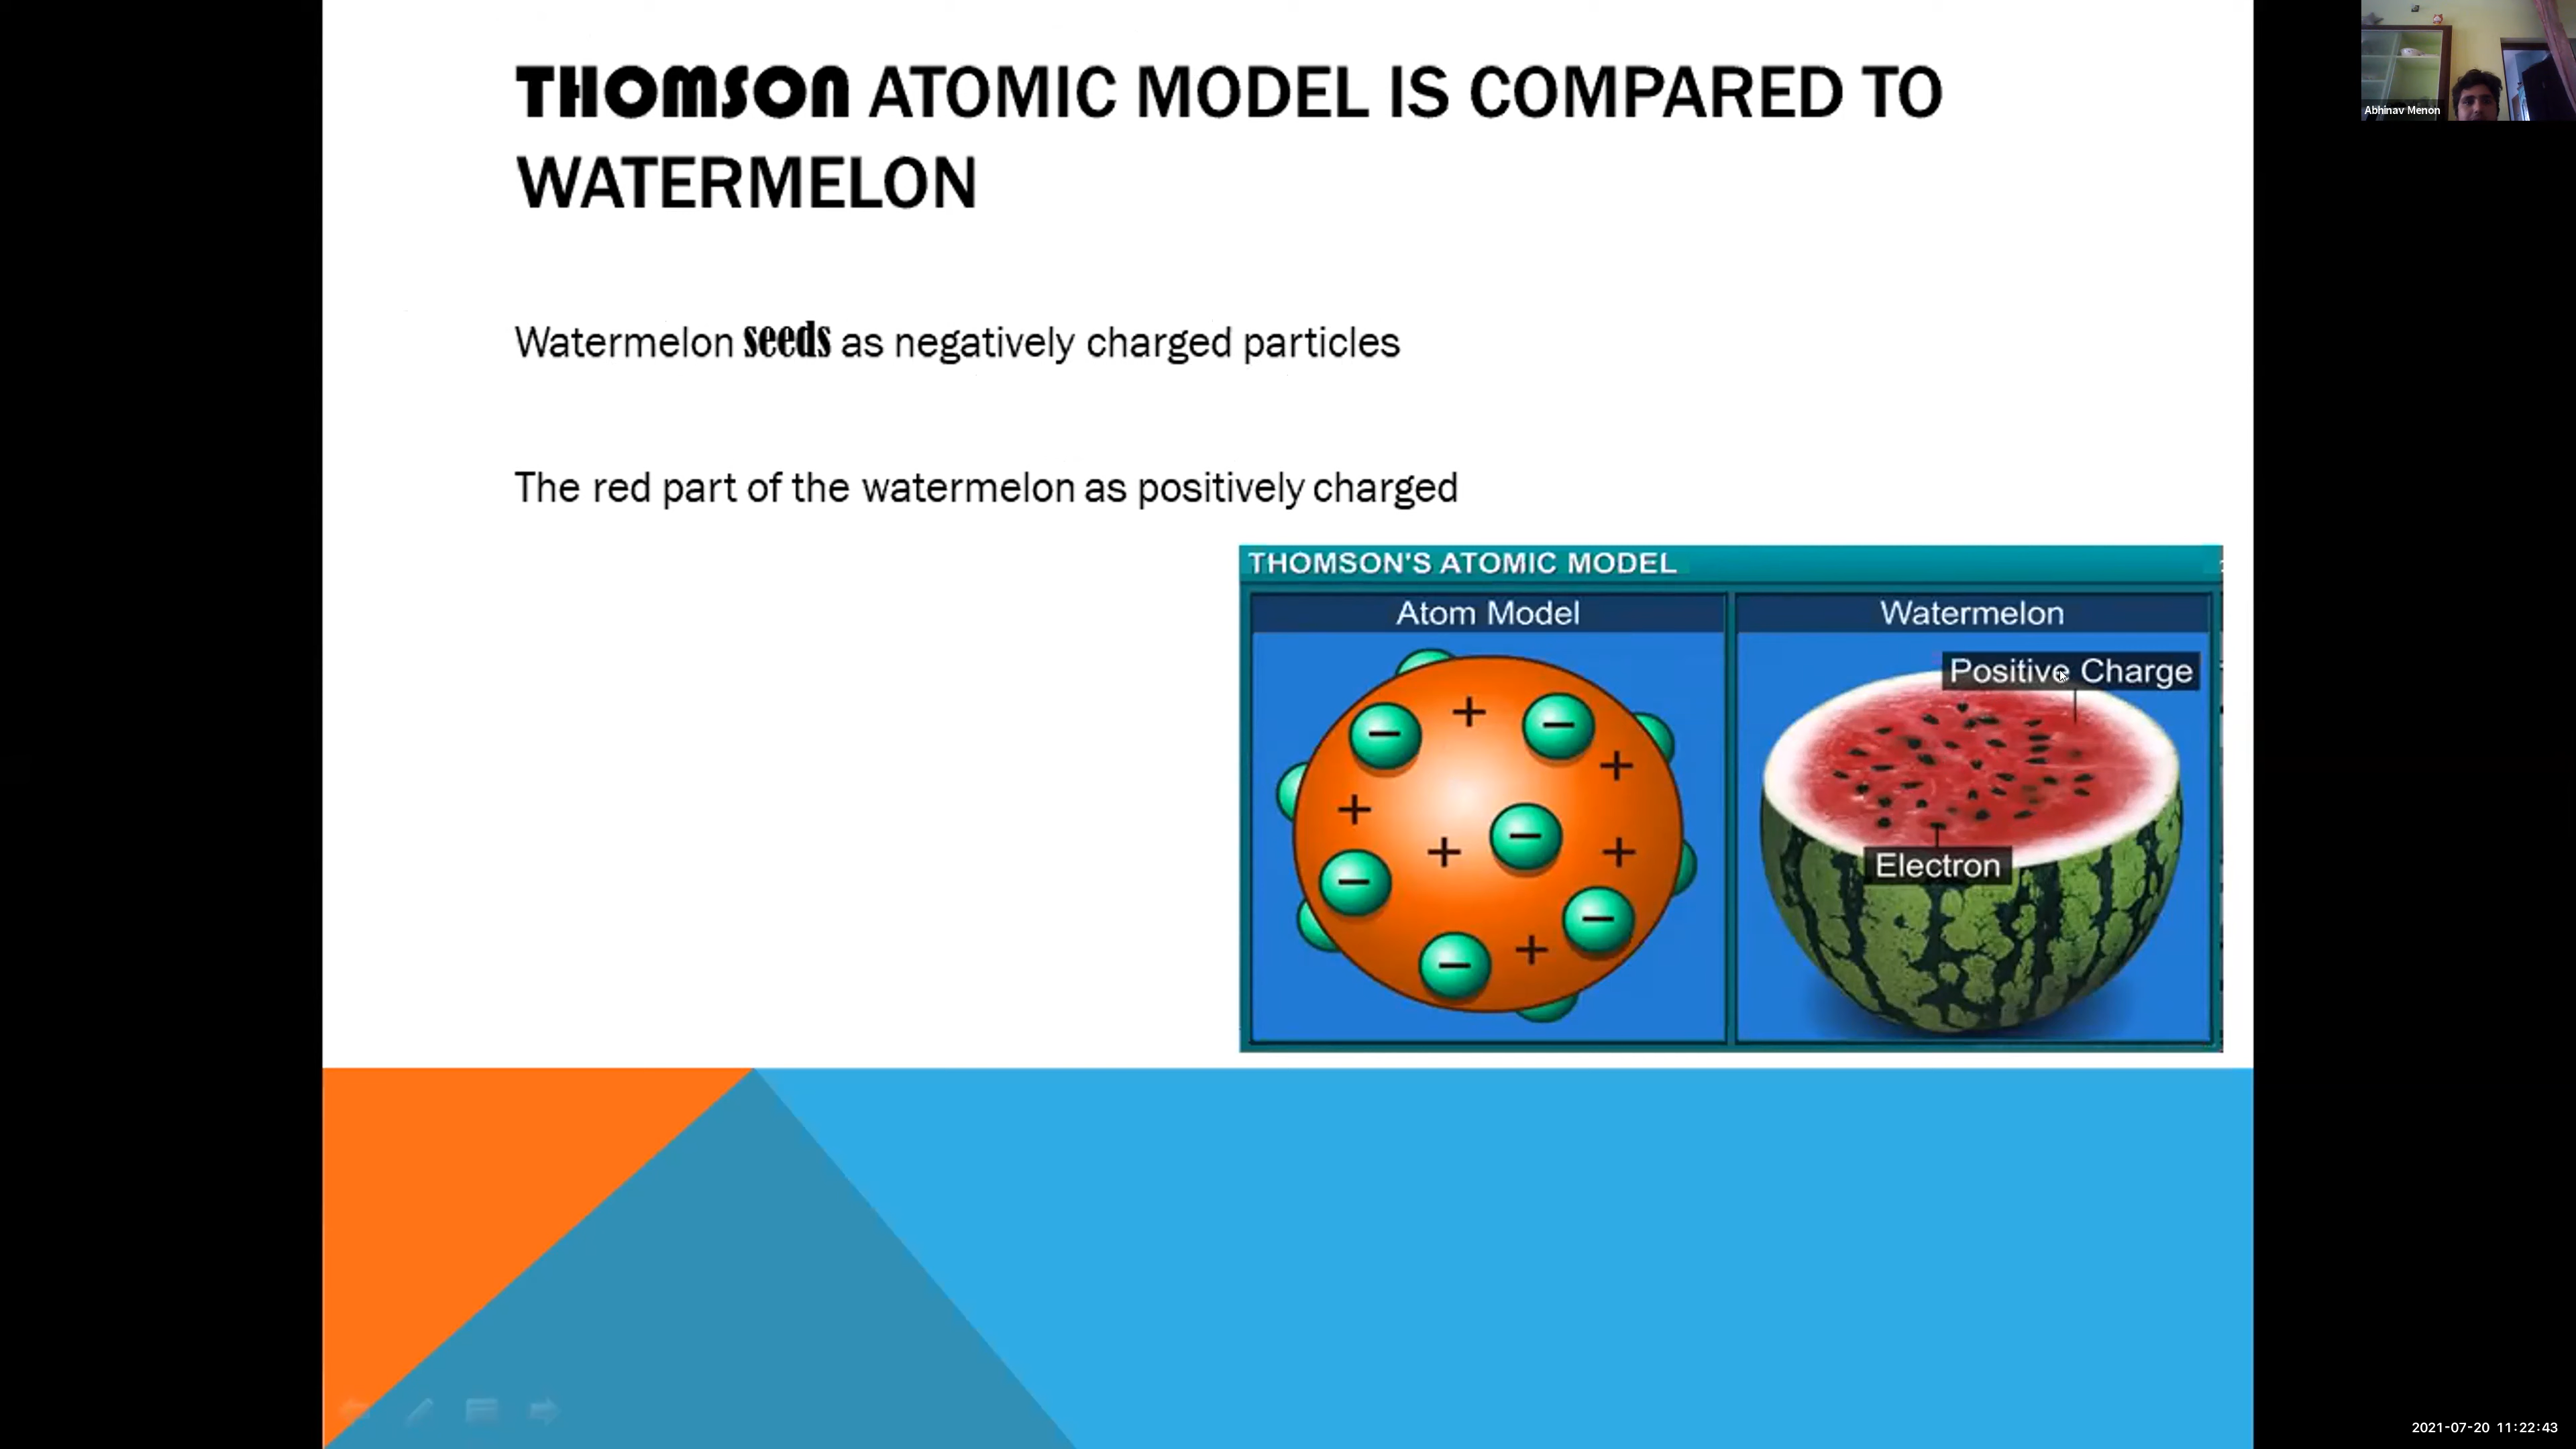 THOMSON ATOMIC MODEL IS COMPARED TO
WATERMELON
Abhinav Menon
Watermelon seeds as negatively charged particles
The red part of the watermelon as positively charged
THOMSON'S ATOMIC MODEL
Atom Model
Watermelon
Positive Charge
Electron
2021-07-20 11:22:43